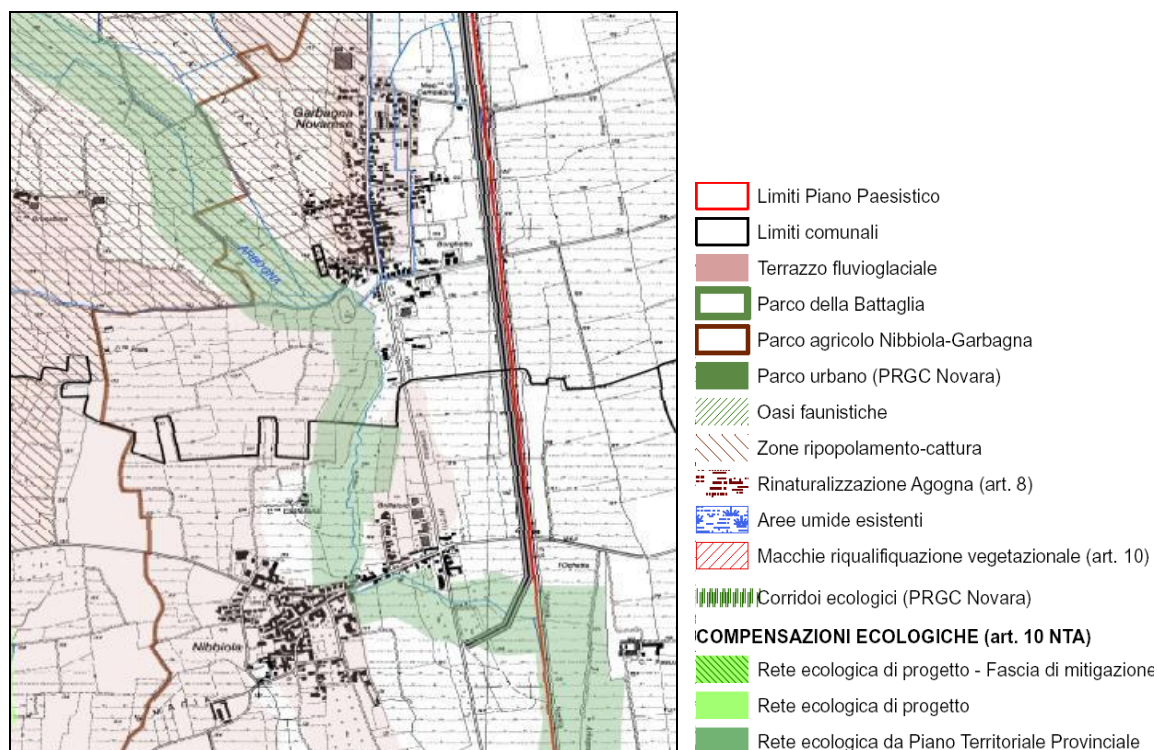 Garbagna
Novarese
Borghetto
ARBOGNA
Nibbiola
Limiti Piano Paesistico
Limiti comunali
Terrazzo fluvioglaciale
Parco della Battaglia
Parco agricolo Nibbiola-Garbagna
Parco urbano (PRGC Novara)
Oasi faunistiche
Zone ripopolamento-cattura
Rinaturalizzazione Agogna (art. 8)
Aree umide esistenti
Macchie riqualifiquazione vegetazionale (art. 10)
Corridoi ecologici (PRGC Novara)
COMPENSAZIONI ECOLOGICHE (art. 10 NTA)
Rete ecologica di progetto - Fascia di mitigazione
Rete ecologica di progetto
Rete ecologica da Piano Territoriale Provinciale